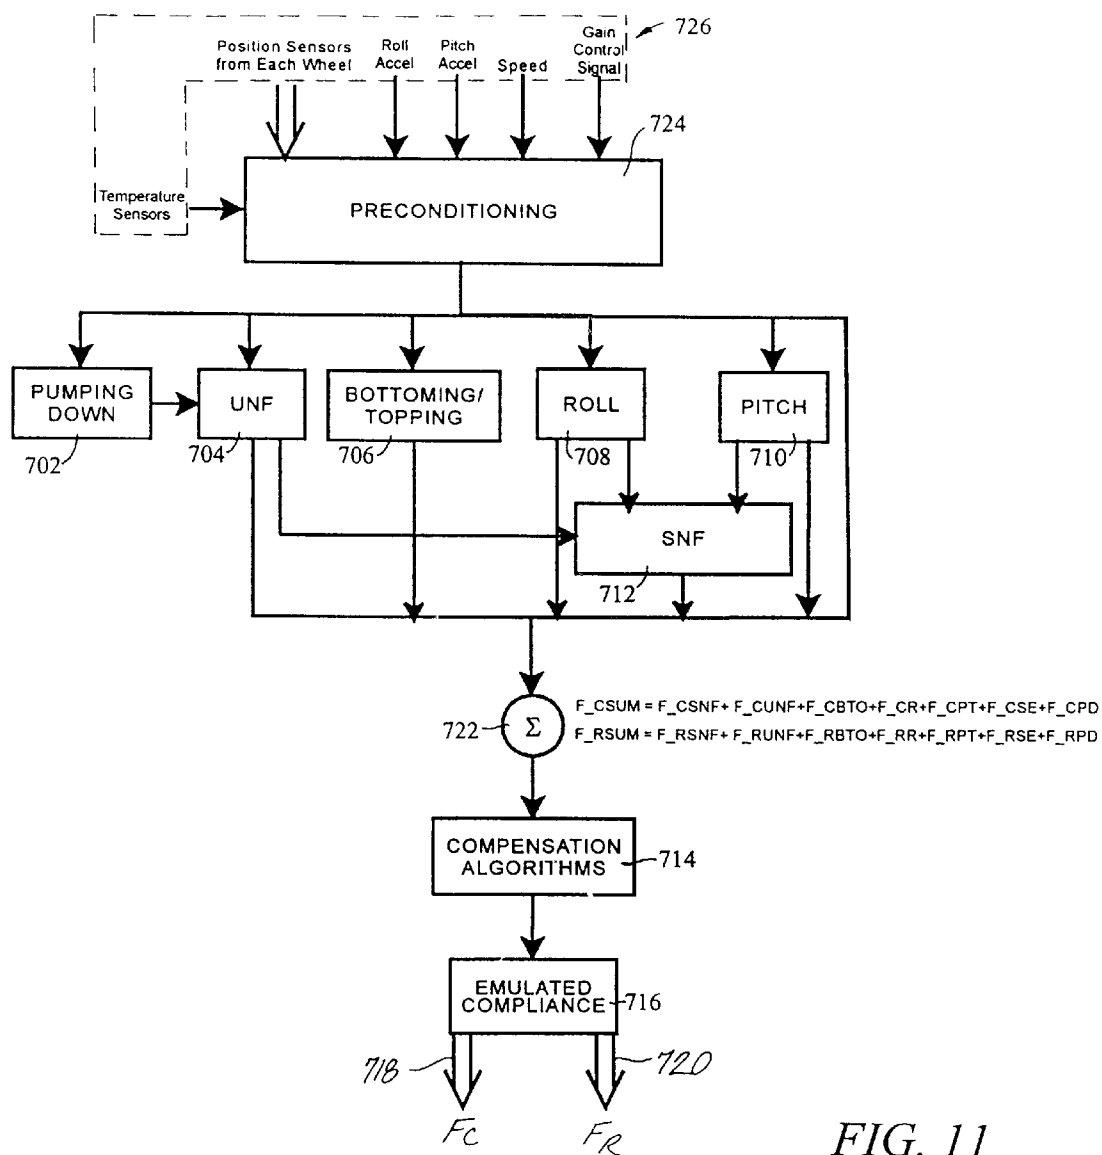 726
Position Sensors
from Each Wheel
Roll
Accel
Pitch
Accel
Speed
Gain
Control
Signal
724
Temperature
Sensors
PRECONDITIONING
PUMPING
DOWN
UNF
BOTTOMING/
TOPPING
ROLL
PITCH
702
704
706
708
710
SNF
712
722
Σ
F_CSUM = F_CSNF+ F_CUNF+F_CBTO+F_CR+F_CPT+F_CSE+F_CPD
F_RSUM = F_RSNF+ F_RUNF+F_RBTO+F_RR+F_RPT+F_RSE+F_RPD
COMPENSATION
ALGORITHMS
714
EMULATED
COMPLIANCE
716
718
720
FC
FR
FIG. 11